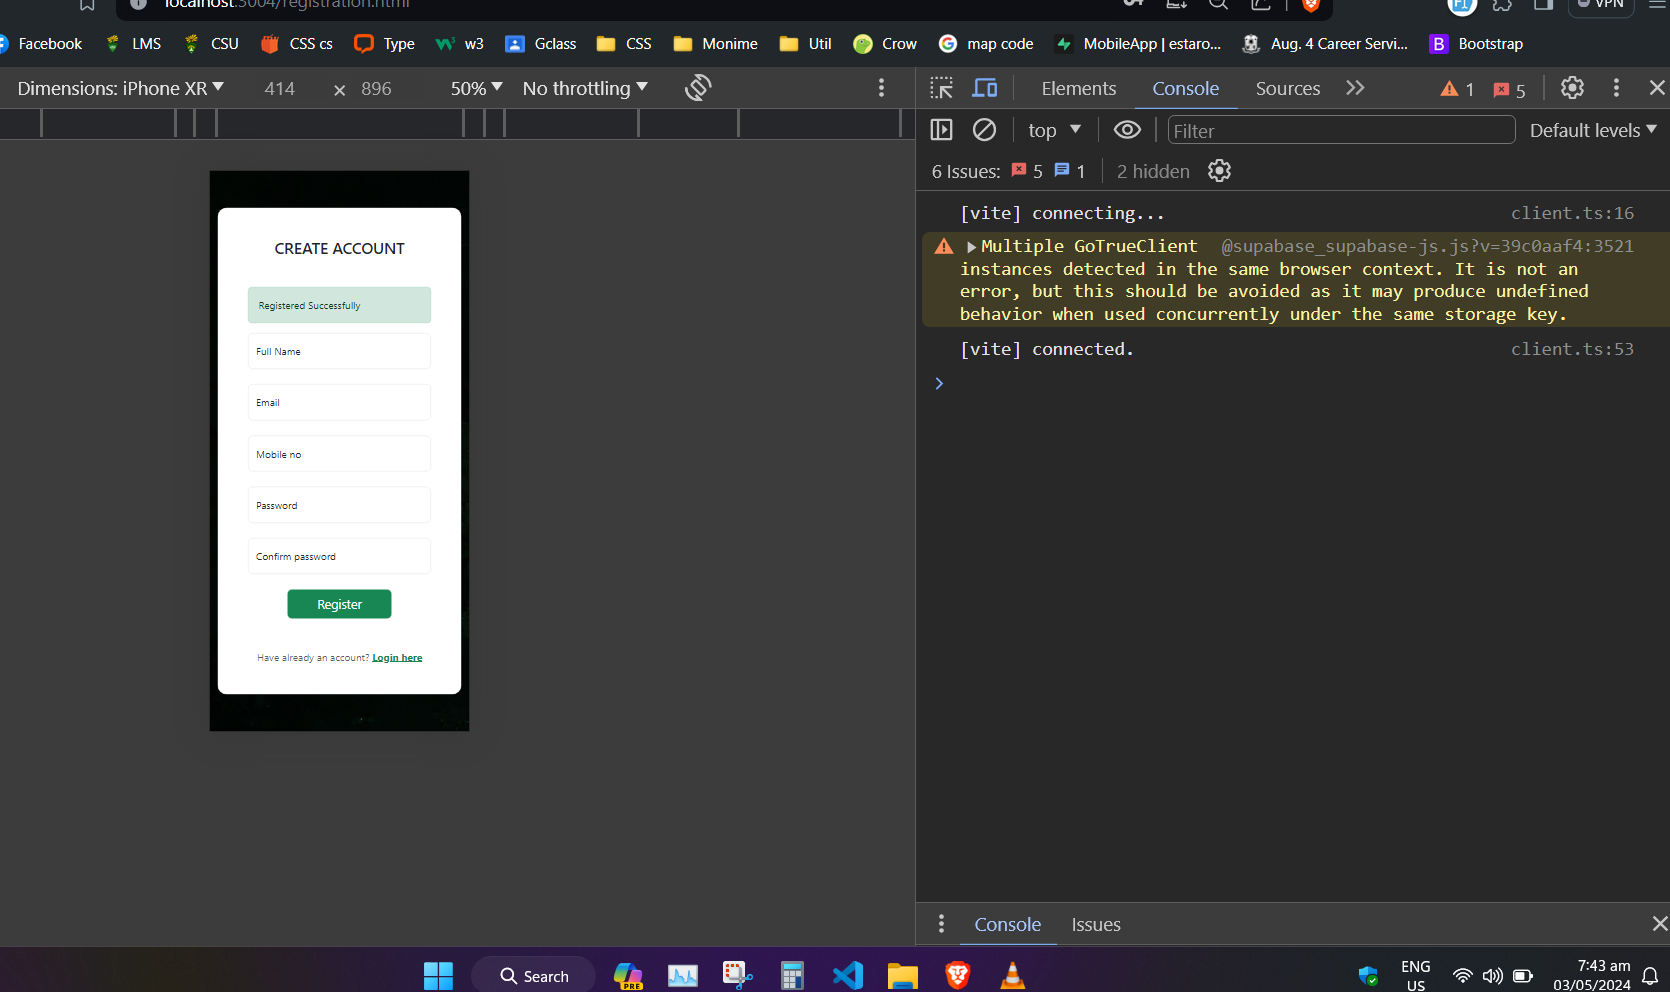 localhost:3004/registration.html
VPN
Facebook LMS CSU CSS cs Type w3 Gclass CSS Monime Util Crow map code MobileApp | estaro... Aug. 4 Career Servi... B Bootstrap
Dimensions: iPhone XR 414 × 896 50% No throttling
Elements Console Sources 1 5
top Filter Default levels
6 Issues: 5 1 2 hidden
[vite] connecting... client.ts:16
Multiple GoTrueClient @supabase_supabase-js.js?v=39c0aaf4:3521
instances detected in the same browser context. It is not an
error, but this should be avoided as it may produce undefined
behavior when used concurrently under the same storage key.
[vite] connected. client.ts:53
CREATE ACCOUNT
Registered Successfully
Full Name
Email
Mobile no
Password
Confirm password
Register
Have already an account? Login here
Console Issues
Search
PRE
ENG
US
7:43 am
03/05/2024